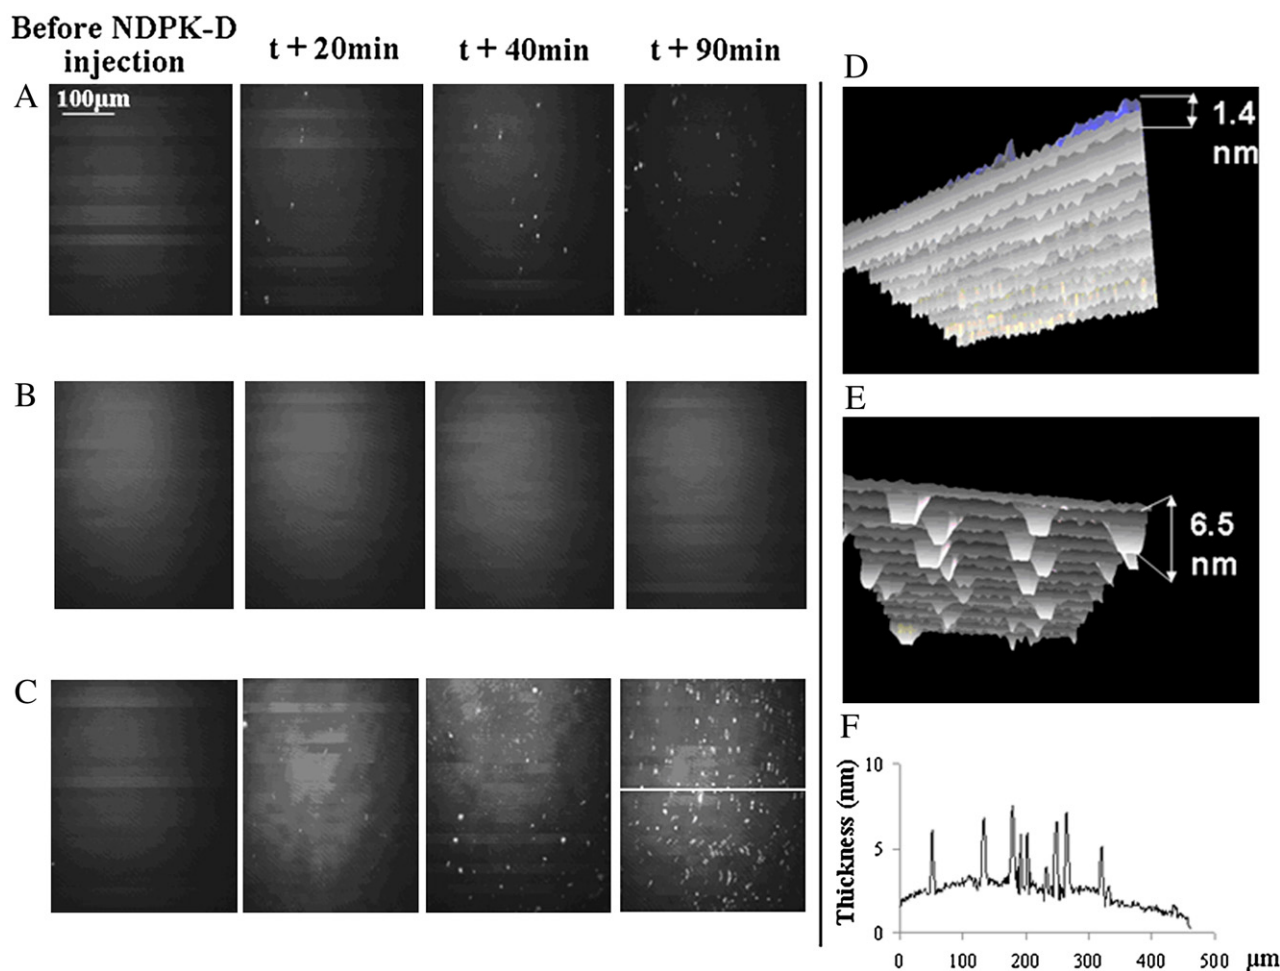 Before NDPK-D
injection
t + 20min
t + 40min
t + 90min
A
100μm
B
C
D
1.4
nm
E
6.5
nm
F
Thickness (nm)
10
5
0
0 100 200 300 400 500 μm